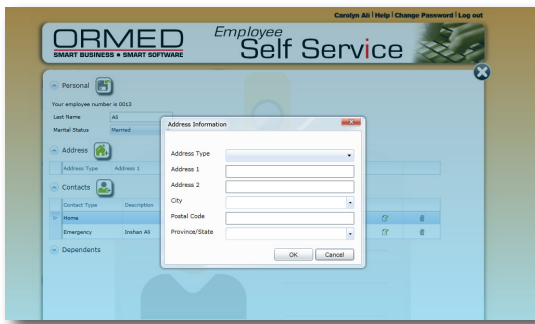 Carolyn Ali | Help | Change Password | Log out
ORMED
SMART BUSINESS • SMART SOFTWARE
Employee
Self Service
Personal
Your employee number is 0013
Last Name Ali
Marital Status Married
Address
Address Type Address 1
Contacts
Contact Type Description
Home
Emergency Inshan Ali
Dependents
Address Information
Address Type
Address 1
Address 2
City
Postal Code
Province/State
OK Cancel